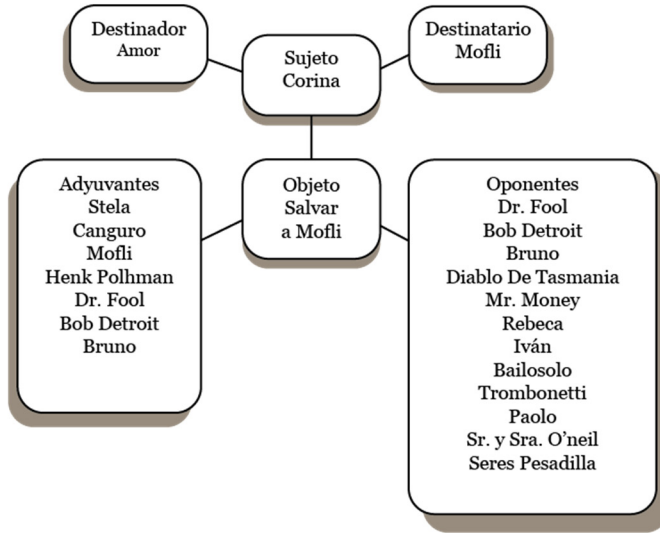 Destinador
Amor
Sujeto
Corina
Destinatario
Mofli
Adyuvantes
Stela
Canguro
Mofli
Henk Polhman
Dr. Fool
Bob Detroit
Bruno
Objeto
Salvar
a Mofli
Oponentes
Dr. Fool
Bob Detroit
Bruno
Diablo De Tasmania
Mr. Money
Rebeca
Iván
Bailosolo
Trombonetti
Paolo
Sr. y Sra. O’neil
Seres Pesadilla